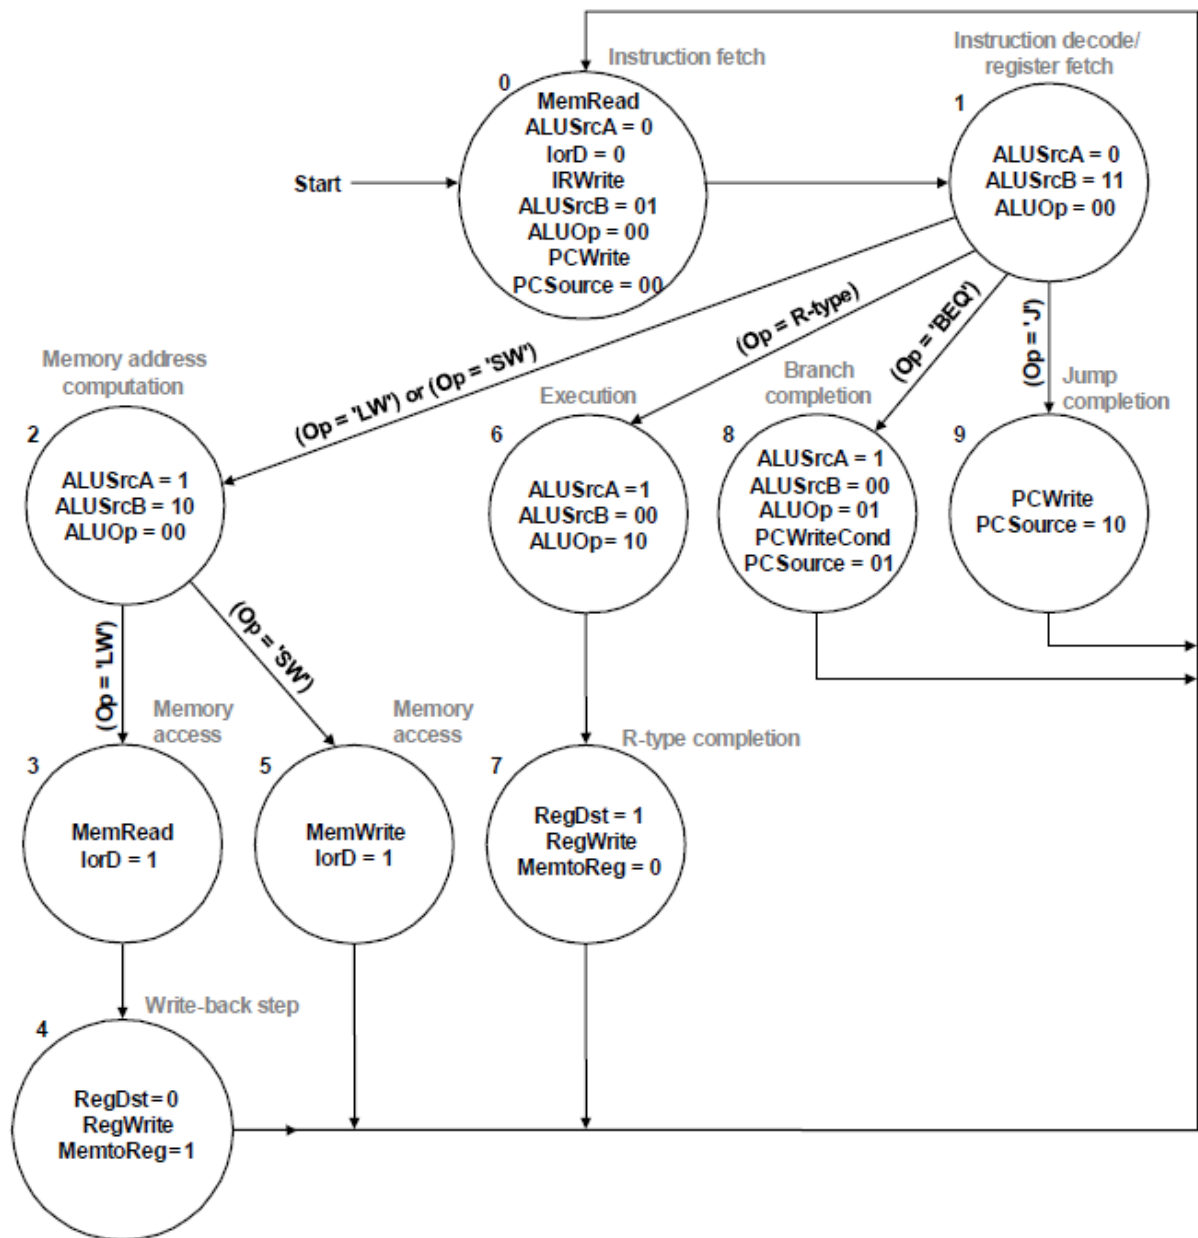 Instruction fetch
0
MemRead
ALUSrcA = 0
IorD = 0
IRWrite
ALUSrcB = 01
ALUOp = 00
PCWrite
PCSource = 00
Start
Instruction decode/
register fetch
1
ALUSrcA = 0
ALUSrcB = 11
ALUOp = 00
(Op = 'LW') or (Op = 'SW')
(Op = R-type)
(Op = 'BEQ')
(Op = 'J')
Memory address
computation
2
ALUSrcA = 1
ALUSrcB = 10
ALUOp = 00
Execution
6
ALUSrcA =1
ALUSrcB = 00
ALUOp= 10
Branch
completion
8
ALUSrcA = 1
ALUSrcB = 00
ALUOp = 01
PCWriteCond
PCSource = 01
Jump
completion
9
PCWrite
PCSource = 10
(Op = 'LW')
(Op = 'SW')
Memory
access
3
MemRead
IorD = 1
Memory
access
5
MemWrite
IorD = 1
R-type completion
7
RegDst = 1
RegWrite
MemtoReg = 0
Write-back step
4
RegDst=0
RegWrite
MemtoReg=1